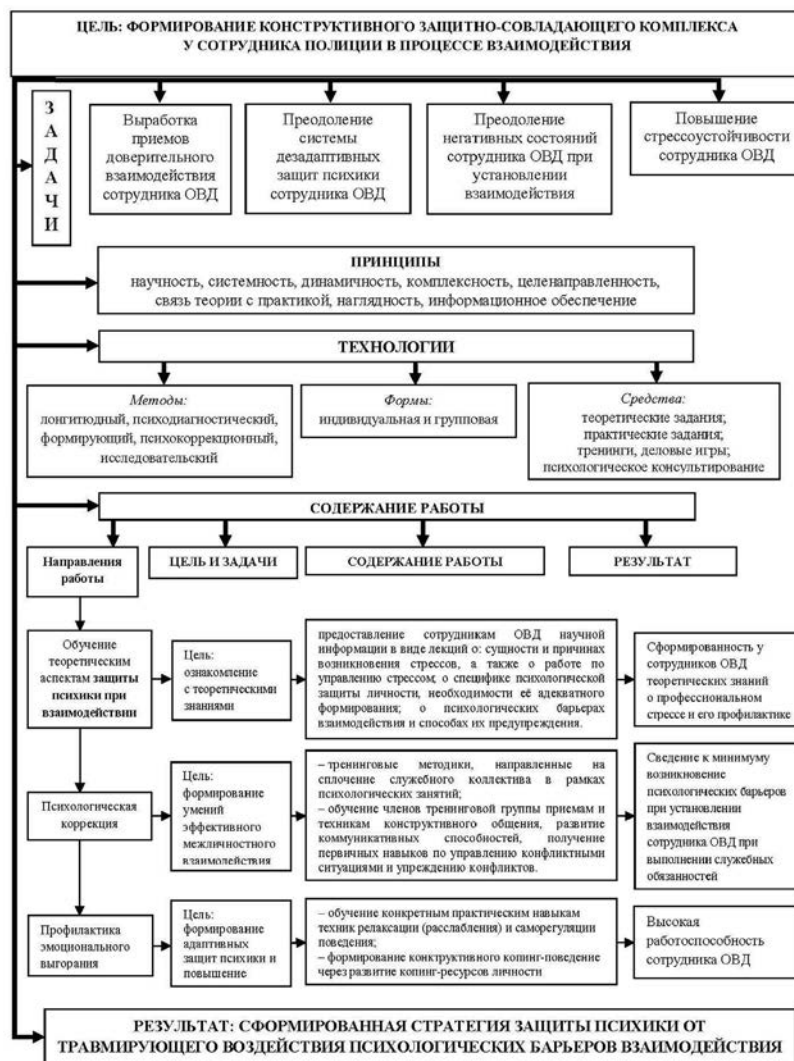 ЦЕЛЬ: ФОРМИРОВАНИЕ КОНСТРУКТИВНОГО ЗАЩИТНО-СОВЛАДАЮЩЕГО КОМПЛЕКСА
У СОТРУДНИКА ПОЛИЦИИ В ПРОЦЕССЕ ВЗАИМОДЕЙСТВИЯ
З
А
Д
А
Ч
И
Выработка
приемов
доверительного
взаимодействия
сотрудника ОВД
Преодоление
системы
дезадаптивных
защит психики
сотрудника ОВД
Преодоление
негативных состояний
сотрудника ОВД при
установлении
взаимодействия
Повышение
стрессоустойчивости
сотрудника ОВД
ПРИНЦИПЫ
научность, системность, динамичность, комплексность, целенаправленность,
связь теории с практикой, наглядность, информационное обеспечение
ТЕХНОЛОГИИ
Методы:
лонгитюдный, психодиагностический,
формирующий, психокоррекционный,
исследовательский
Формы:
индивидуальная и групповая
Средства:
теоретические задания;
практические задания;
тренинги, деловые игры;
психологическое консультирование
СОДЕРЖАНИЕ РАБОТЫ
Направления
работы
ЦЕЛЬ И ЗАДАЧИ
СОДЕРЖАНИЕ РАБОТЫ
РЕЗУЛЬТАТ
Обучение
теоретическим
аспектам защиты
психики при
взаимодействии
Цель:
ознакомление
с теоретическими
знаниями
предоставление сотрудникам ОВД научной
информации в виде лекций о: сущности и причинах
возникновения стрессов, а также о работе по
управлению стрессом; о специфике психологической
защиты личности, необходимости её адекватного
формирования; о психологических барьерах
взаимодействия и способах их предупреждения.
Сформированность у
сотрудников ОВД
теоретических знаний
о профессиональном
стрессе и его профилактике
Психологическая
коррекция
Цель:
формирование
умений
эффективного
межличностного
взаимодействия
– тренинговые методики, направленные на
сплочение служебного коллектива в рамках
психологических занятий;
– обучение членов тренинговой группы приемам и
техникам конструктивного общения, развитие
коммуникативных способностей, получение
первичных навыков по управлению конфликтными
ситуациями и упреждению конфликтов.
Сведение к минимуму
возникновение
психологических барьеров
при установлении
взаимодействия
сотрудника ОВД при
выполнении служебных
обязанностей
Профилактика
эмоционального
выгорания
Цель:
формирование
адаптивных
защит психики и
повышение
– обучение конкретным практическим навыкам
техник релаксации (расслабления) и саморегуляции
поведения;
– формирование конструктивного копинг-поведение
через развитие копинг-ресурсов личности
Высокая
работоспособность
сотрудника ОВД
РЕЗУЛЬТАТ: СФОРМИРОВАННАЯ СТРАТЕГИЯ ЗАЩИТЫ ПСИХИКИ ОТ
ТРАВМИРУЮЩЕГО ВОЗДЕЙСТВИЯ ПСИХОЛОГИЧЕСКИХ БАРЬЕРОВ ВЗАИМОДЕЙСТВИЯ